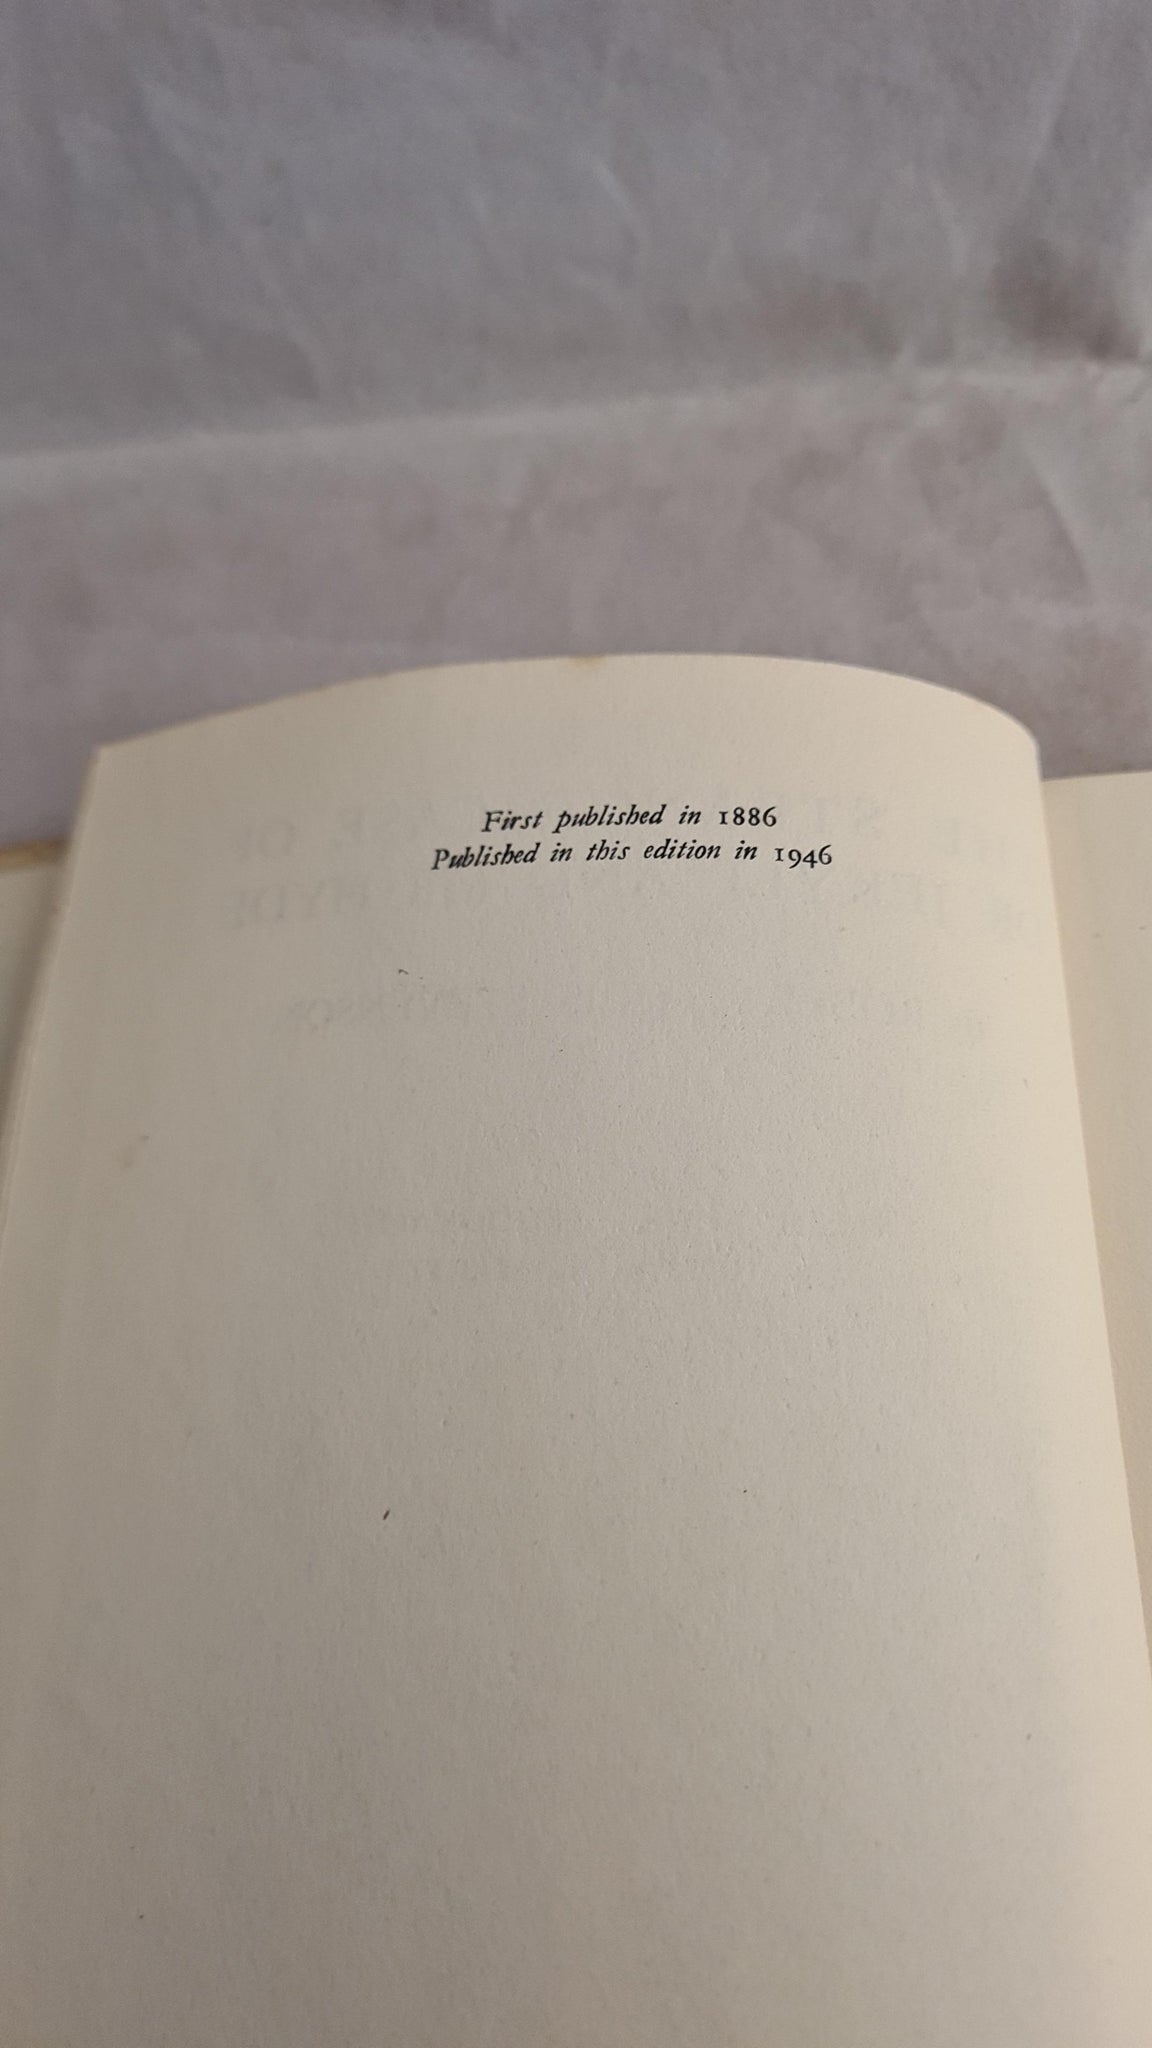 First published in 1886
Published in this edition in 1946